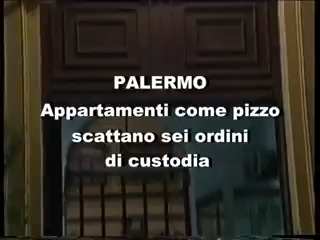 PALERMO
Appartamenti come pizzo
scattano sei ordini
di custodia